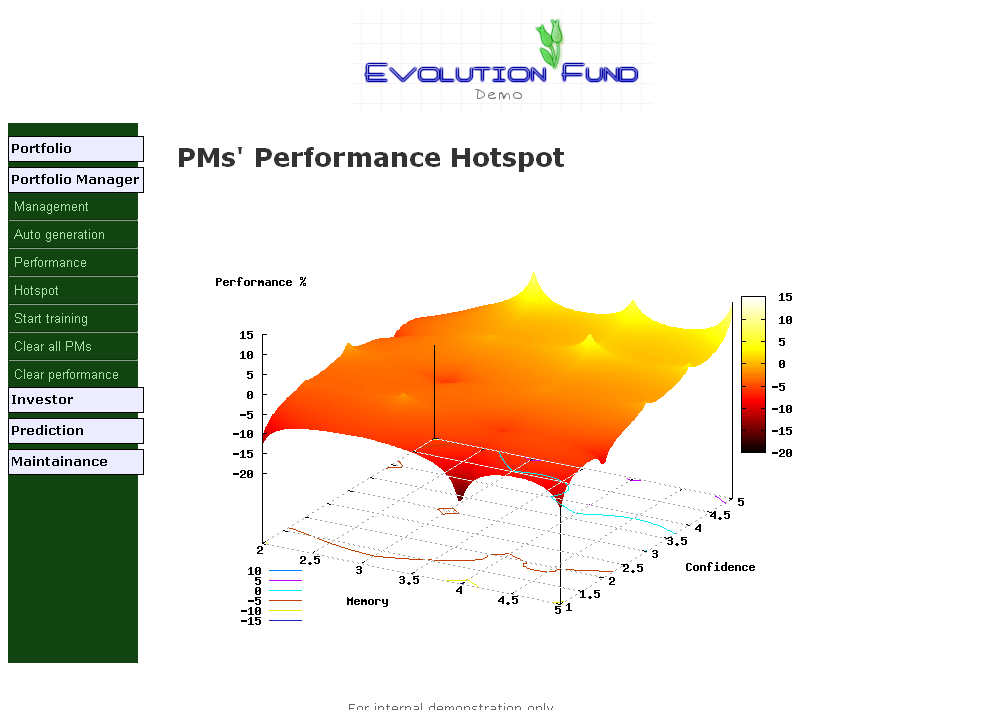 Evolution Fund
Demo
Portfolio
Portfolio Manager
Management
Auto generation
Performance
Hotspot
Start training
Clear all PMs
Clear performance
Investor
Prediction
Maintainance
PMs' Performance Hotspot
Performance %
15
10
5
0
-5
-10
-15
-20
15
10
5
0
-5
-10
-15
-20
2
2.5
3
3.5
4
4.5
5
Memory
1
1.5
2
2.5
3
3.5
4
4.5
5
Confidence
10
5
0
-5
-10
-15
For internal demonstration only